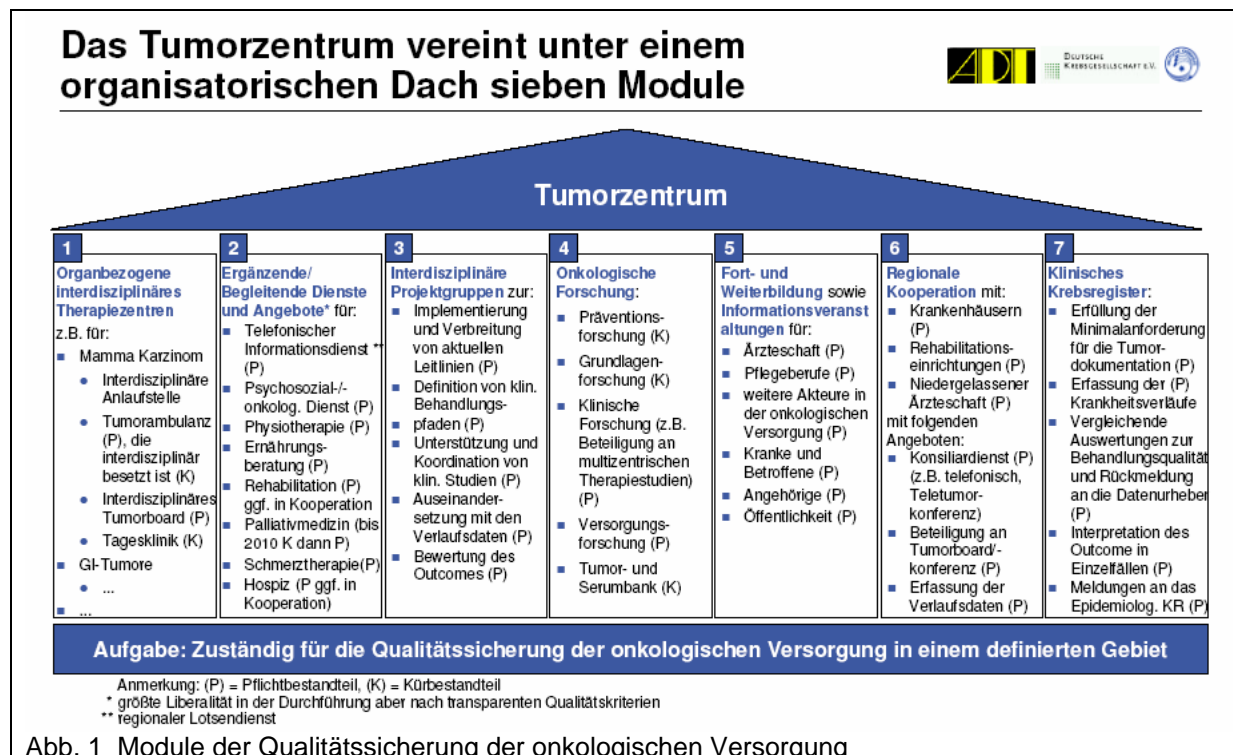 Das Tumorzentrum vereint unter einem
organisatorischen Dach sieben Module
ADT
DEUTSCHE
KREBSGESELLSCHAFT E.V.
Tumorzentrum
1
Organbezogene
interdisziplinäres
Therapiezentren
z.B. für:
Mamma Karzinom
Interdisziplinäre
Anlaufstelle
Tumorambulanz
(P), die
interdisziplinär
besetzt ist (K)
Interdisziplinäres
Tumorboard (P)
Tagesklinik (K)
GI-Tumore
...
...
2
Ergänzende/
Begleitende Dienste
und Angebote* für:
Telefonischer
Informationsdienst **
(P)
Psychosozial-/-
onkolog. Dienst (P)
Physiotherapie (P)
Ernährungs-
beratung (P)
Rehabilitation (P)
ggf. in Kooperation
Palliativmedizin (bis
2010 K dann P)
Schmerztherapie(P)
Hospiz (P ggf. in
Kooperation)
3
Interdisziplinäre
Projektgruppen zur:
Implementierung
und Verbreitung
von aktuellen
Leitlinien (P)
Definition von klin.
Behandlungs-
pfaden (P)
Unterstützung und
Koordination von
klin. Studien (P)
Auseinander-
setzung mit den
Verlaufsdaten (P)
Bewertung des
Outcomes (P)
4
Onkologische
Forschung:
Präventions-
forschung (K)
Grundlagen-
forschung (K)
Klinische
Forschung (z.B.
Beteiligung an
multizentrischen
Therapiestudien)
(P)
Versorgungs-
forschung (P)
Tumor- und
Serumbank (K)
5
Fort- und
Weiterbildung sowie
Informationsveranst
altungen für:
Ärzteschaft (P)
Pflegeberufe (P)
weitere Akteure in
der onkologischen
Versorgung (P)
Kranke und
Betroffene (P)
Angehörige (P)
Öffentlichkeit (P)
6
Regionale
Kooperation mit:
Krankenhäusern
(P)
Rehabilitations-
einrichtungen (P)
Niedergelassener
Ärzteschaft (P)
mit folgenden
Angeboten:
Konsiliardienst (P)
(z.B. telefonisch,
Teletumor-
konferenz)
Beteiligung an
Tumorboard/-
konferenz (P)
Erfassung der
Verlaufsdaten (P)
7
Klinisches
Krebsregister:
Erfüllung der
Minimalanforderung
für die Tumor-
dokumentation (P)
Erfassung der (P)
Krankheitsverläufe
Vergleichende
Auswertungen zur
Behandlungsqualität
und Rückmeldung
an die Datenurheber
(P)
Interpretation des
Outcome in
Einzelfällen (P)
Meldungen an das
Epidemiolog. KR (P)
Aufgabe: Zuständig für die Qualitätssicherung der onkologischen Versorgung in einem definierten Gebiet
Anmerkung: (P) = Pflichtbestandteil, (K) = Kürbestandteil
* größte Liberalität in der Durchführung aber nach transparenten Qualitätskriterien
** regionaler Lotsendienst
Abb. 1 Module der Qualitätssicherung der onkologischen Versorgung